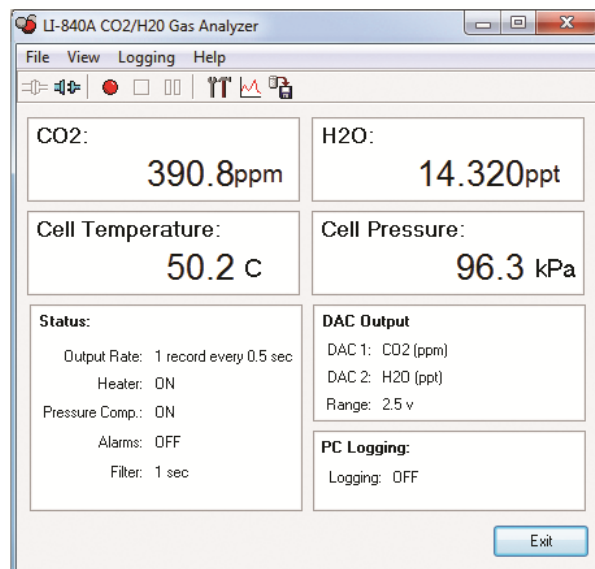 LI-840A CO2/H20 Gas Analyzer
File View Logging Help
CO2:
390.8ppm
H2O:
14.320ppt
Cell Temperature:
50.2 C
Cell Pressure:
96.3 kPa
Status:
Output Rate: 1 record every 0.5 sec
Heater: ON
Pressure Comp.: ON
Alarms: OFF
Filter: 1 sec
DAC Output
DAC 1: CO2 (ppm)
DAC 2: H2O (ppt)
Range: 2.5 v
PC Logging:
Logging: OFF
Exit